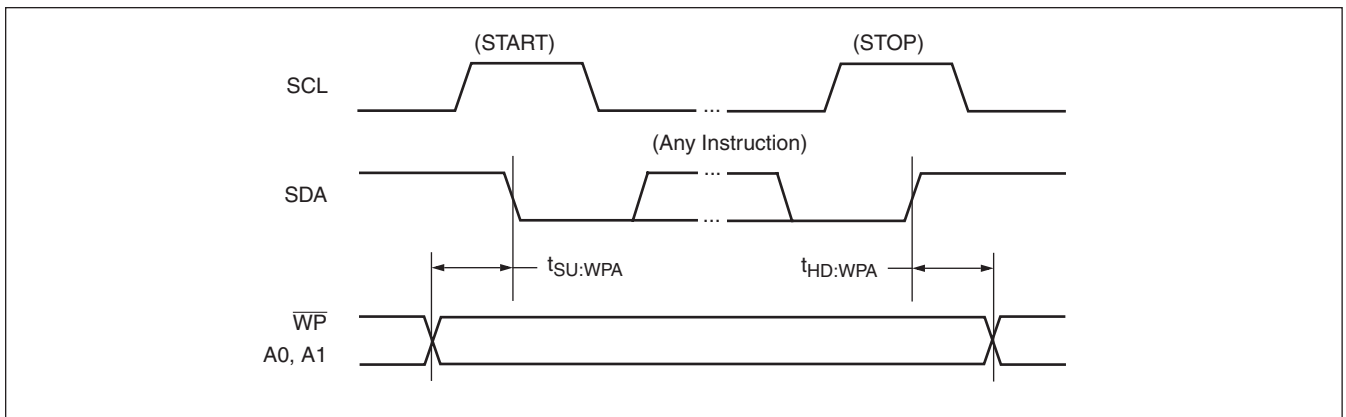 (START) (STOP)
SCL
...
(Any Instruction)
...
SDA
...
tSU:WPA tHD:WPA
WP
A0, A1